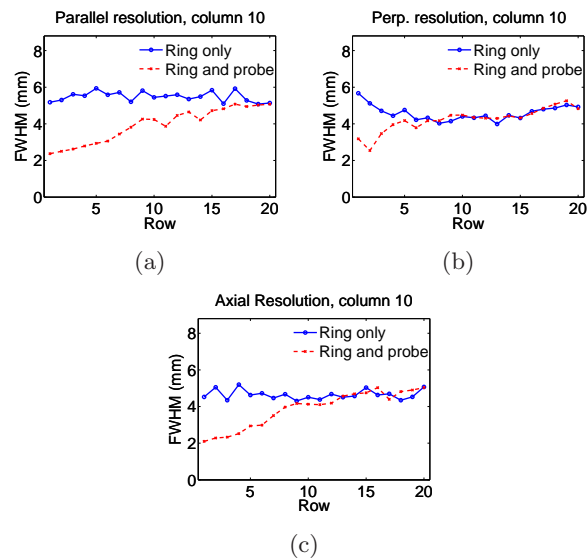 Parallel resolution, column 10
FWHM (mm)
8
6
4
2
0
Ring only
Ring and probe
5 10 15 20
Row
(a)
Perp. resolution, column 10
FWHM (mm)
8
6
4
2
0
Ring only
Ring and probe
5 10 15 20
Row
(b)
Axial Resolution, column 10
FWHM (mm)
8
6
4
2
0
Ring only
Ring and probe
5 10 15 20
Row
(c)